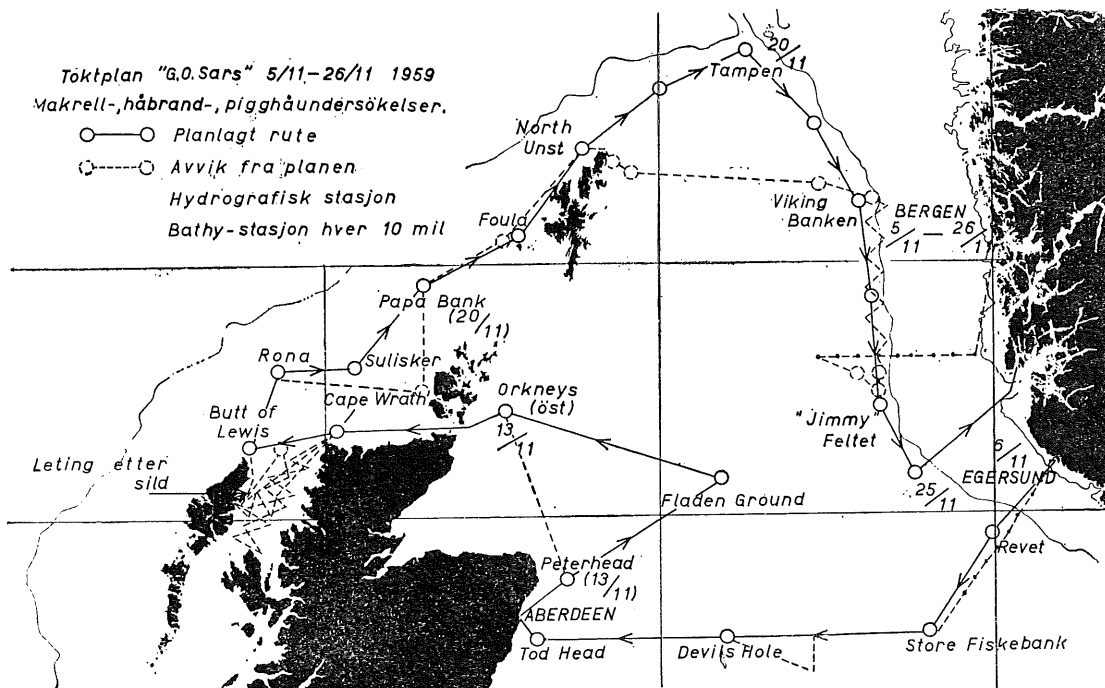 Toktplan "G.O. Sars" 5/11-26/11 1959
Makrell-, håbrand-, pigghåundersökelser.
Planlagt rute
Avvik fra planen
Hydrografisk stasjon
Bathy-stasjon hver 10 mil
20/11
Tampen
North
Unst
Foula
Viking
Banken
BERGEN
5/11 — 26/11
Papa Bank
(20/11)
Rona
Sulisker
Cape Wrath
Orkneys
(öst)
13/11
Butt of
Lewis
"Jimmy"
Feltet
Leting etter
sild
6/11
EGERSUND
25/11
Fladen Ground
Revet
Peterhead
(13/11)
ABERDEEN
Tod Head
Devils Hole
Store Fiskebank